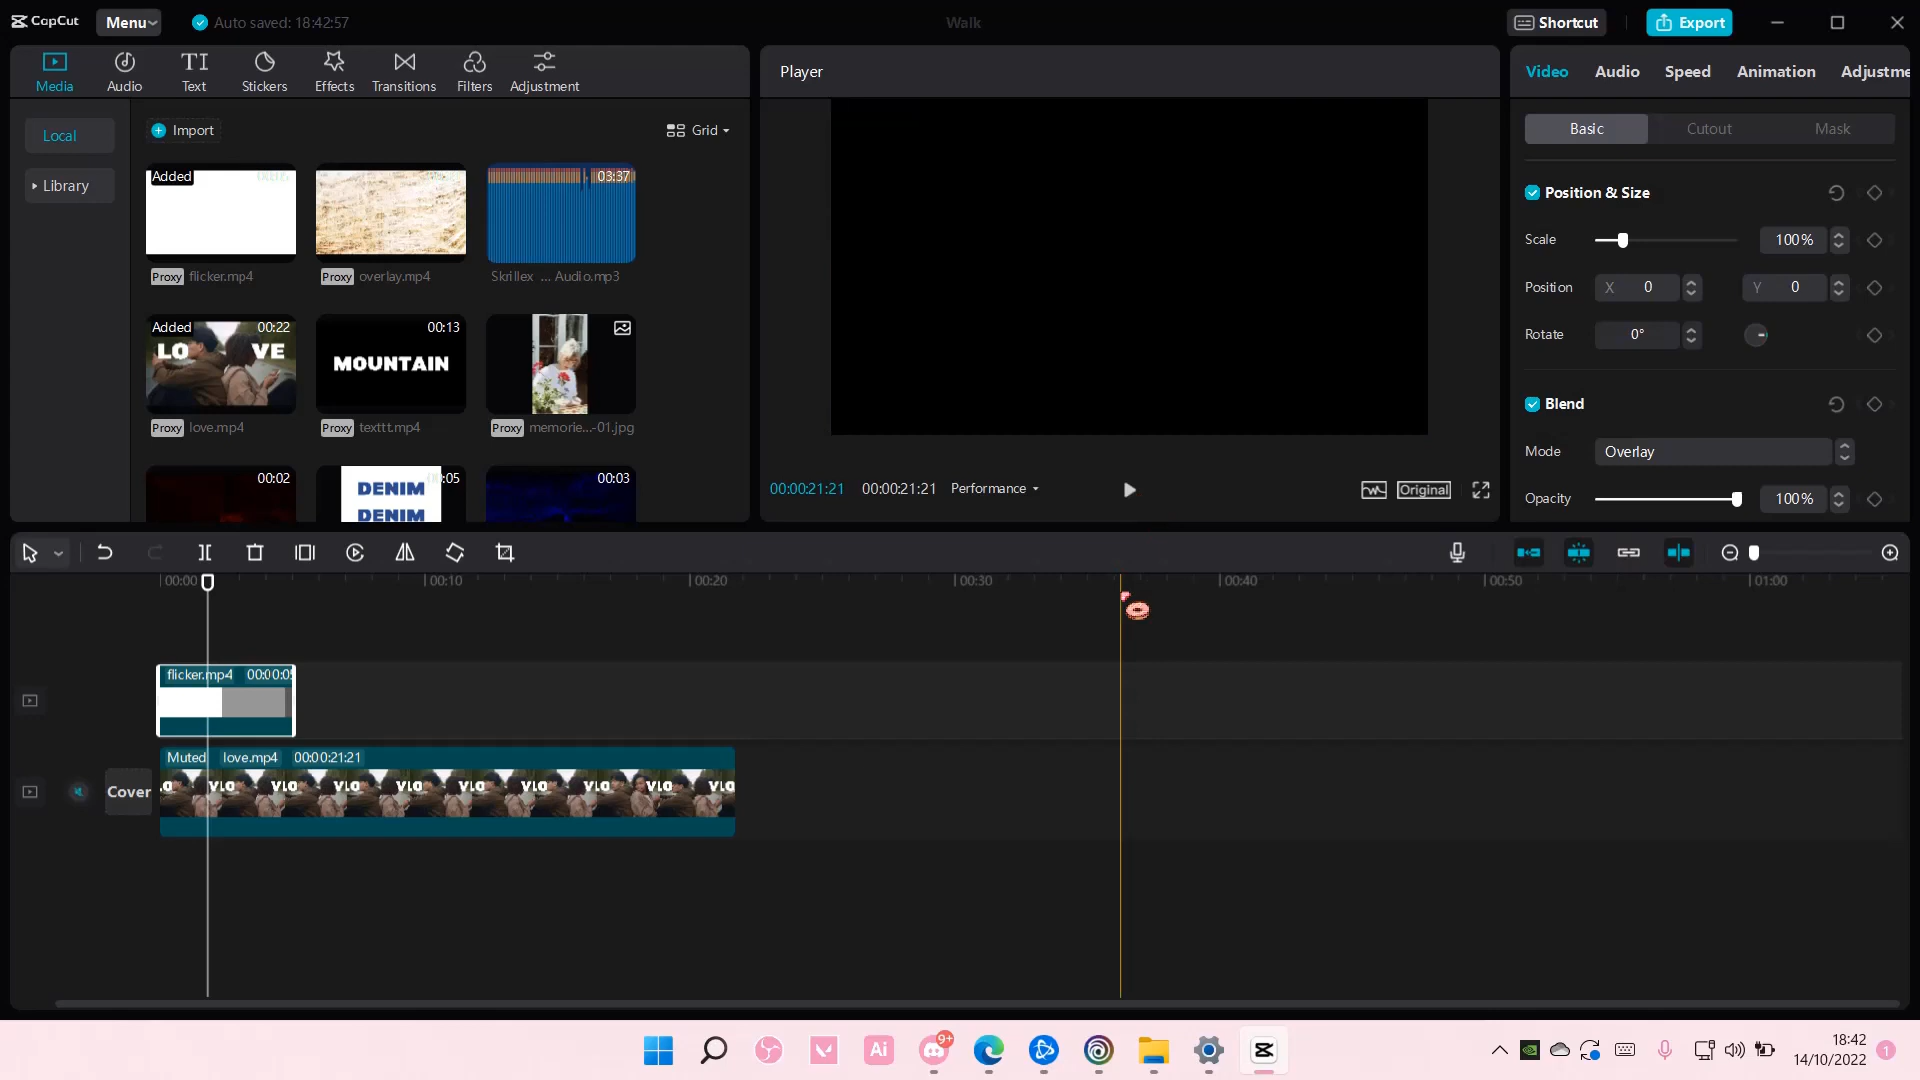 CapCut
Menu
Auto saved: 18:42:57
Walk
Shortcut
Export
Media
Audio
Text
Stickers
Effects
Transitions
Filters
Adjustment
Local
Library
Import
Grid
Added
Proxy flicker.mp4
Proxy overlay.mp4
03:37
Skrillex ... Audio.mp3
Added 00:22
LO VE
Proxy love.mp4
00:13
MOUNTAIN
Proxy texttt.mp4
Proxy memorie...-01.jpg
00:02
:05
DENIM
DENIM
00:03
Player
00:00:21:21 00:00:21:21 Performance
Original
Video Audio Speed Animation Adjustme
Basic Cutout Mask
Position & Size
Scale 100%
Position X 0 Y 0
Rotate 0°
Blend
Mode Overlay
Opacity 100%
00:00 00:10 00:20 00:30 00:40 00:50 01:00
flicker.mp4 00:00:05
Cover
Muted love.mp4 00:00:21:21
.O VLO VLO VLO VLO VLO VLO VLO VLO VLO
Ai
9+
18:42
14/10/2022
1